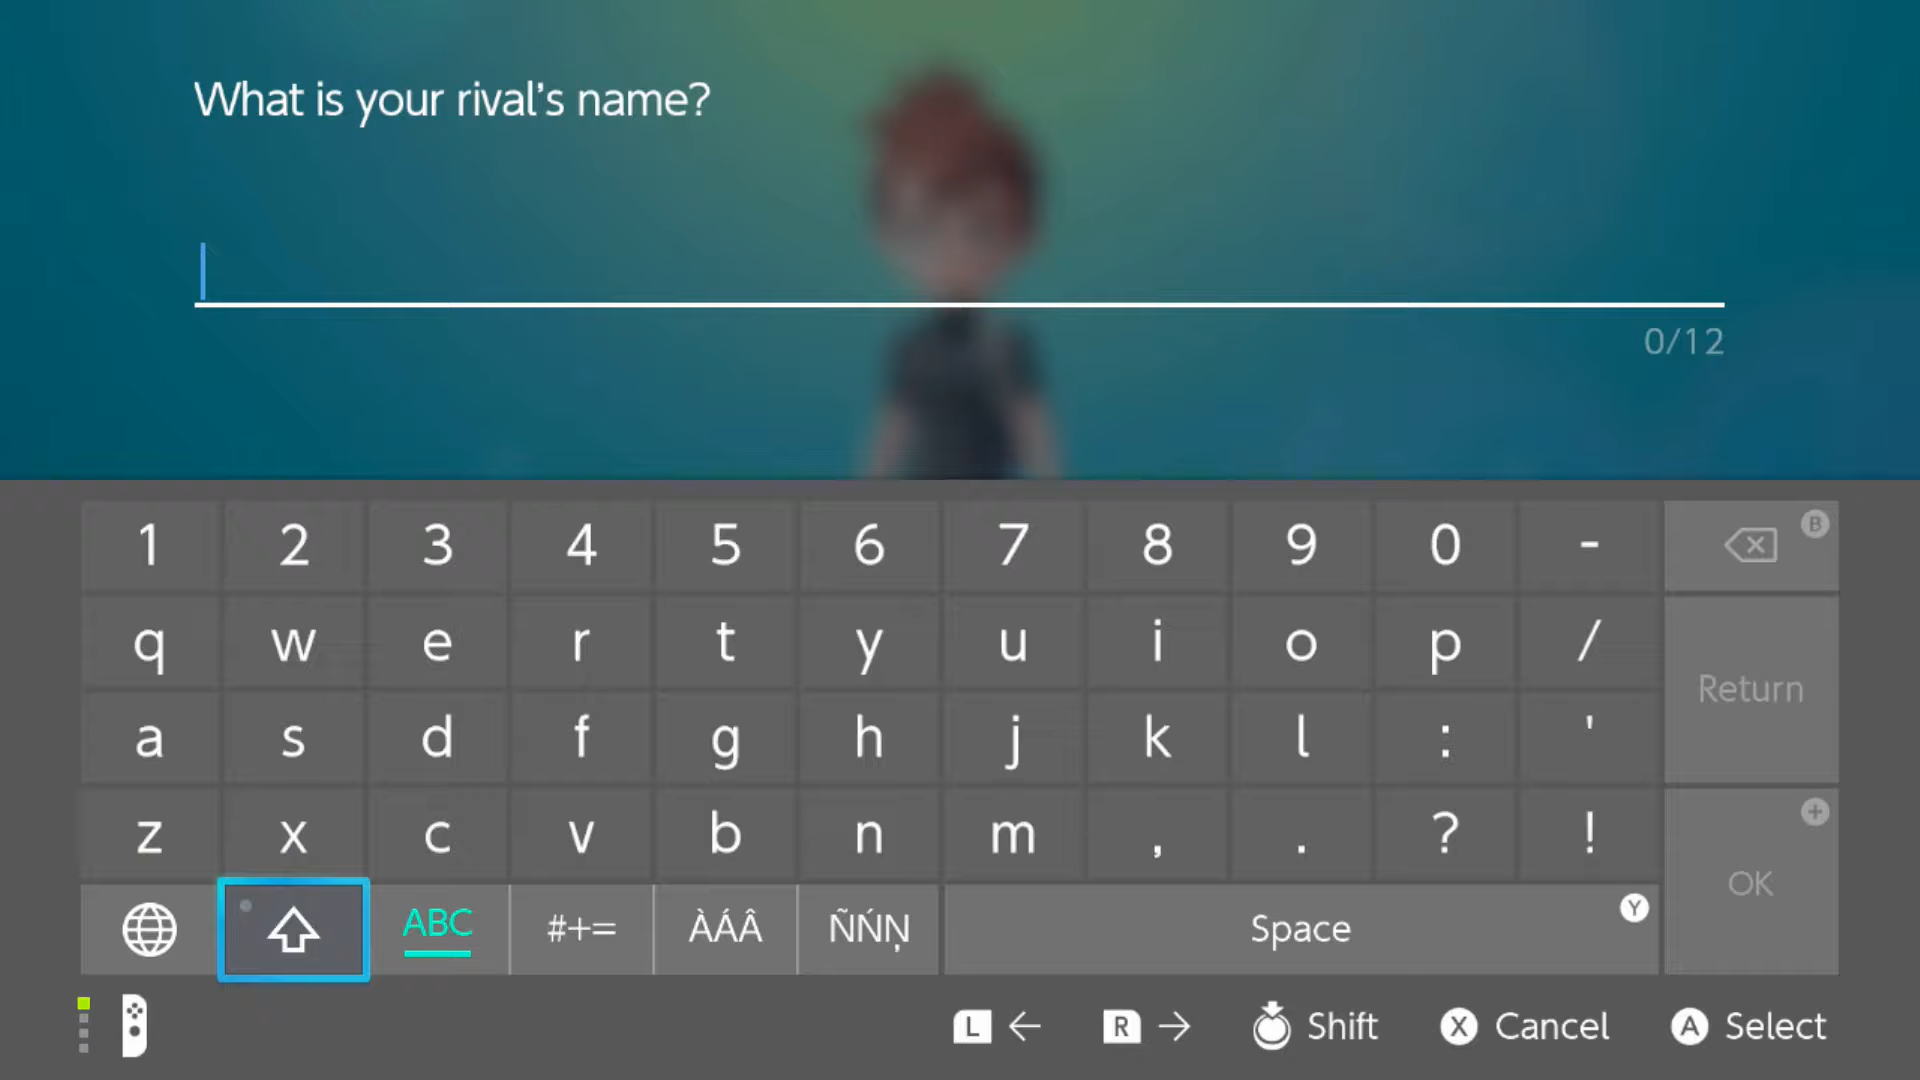 What is your rival's name?
0/12
1 2 3 4 5 6 7 8 9 0 - B
q w e r t y u i o p /
Return
a s d f g h j k l : '
z x c v b n m , . ? ! +
OK
ABC #+= ÀÁÂ ÑŃŅ Space Y
L ← R → Shift X Cancel A Select